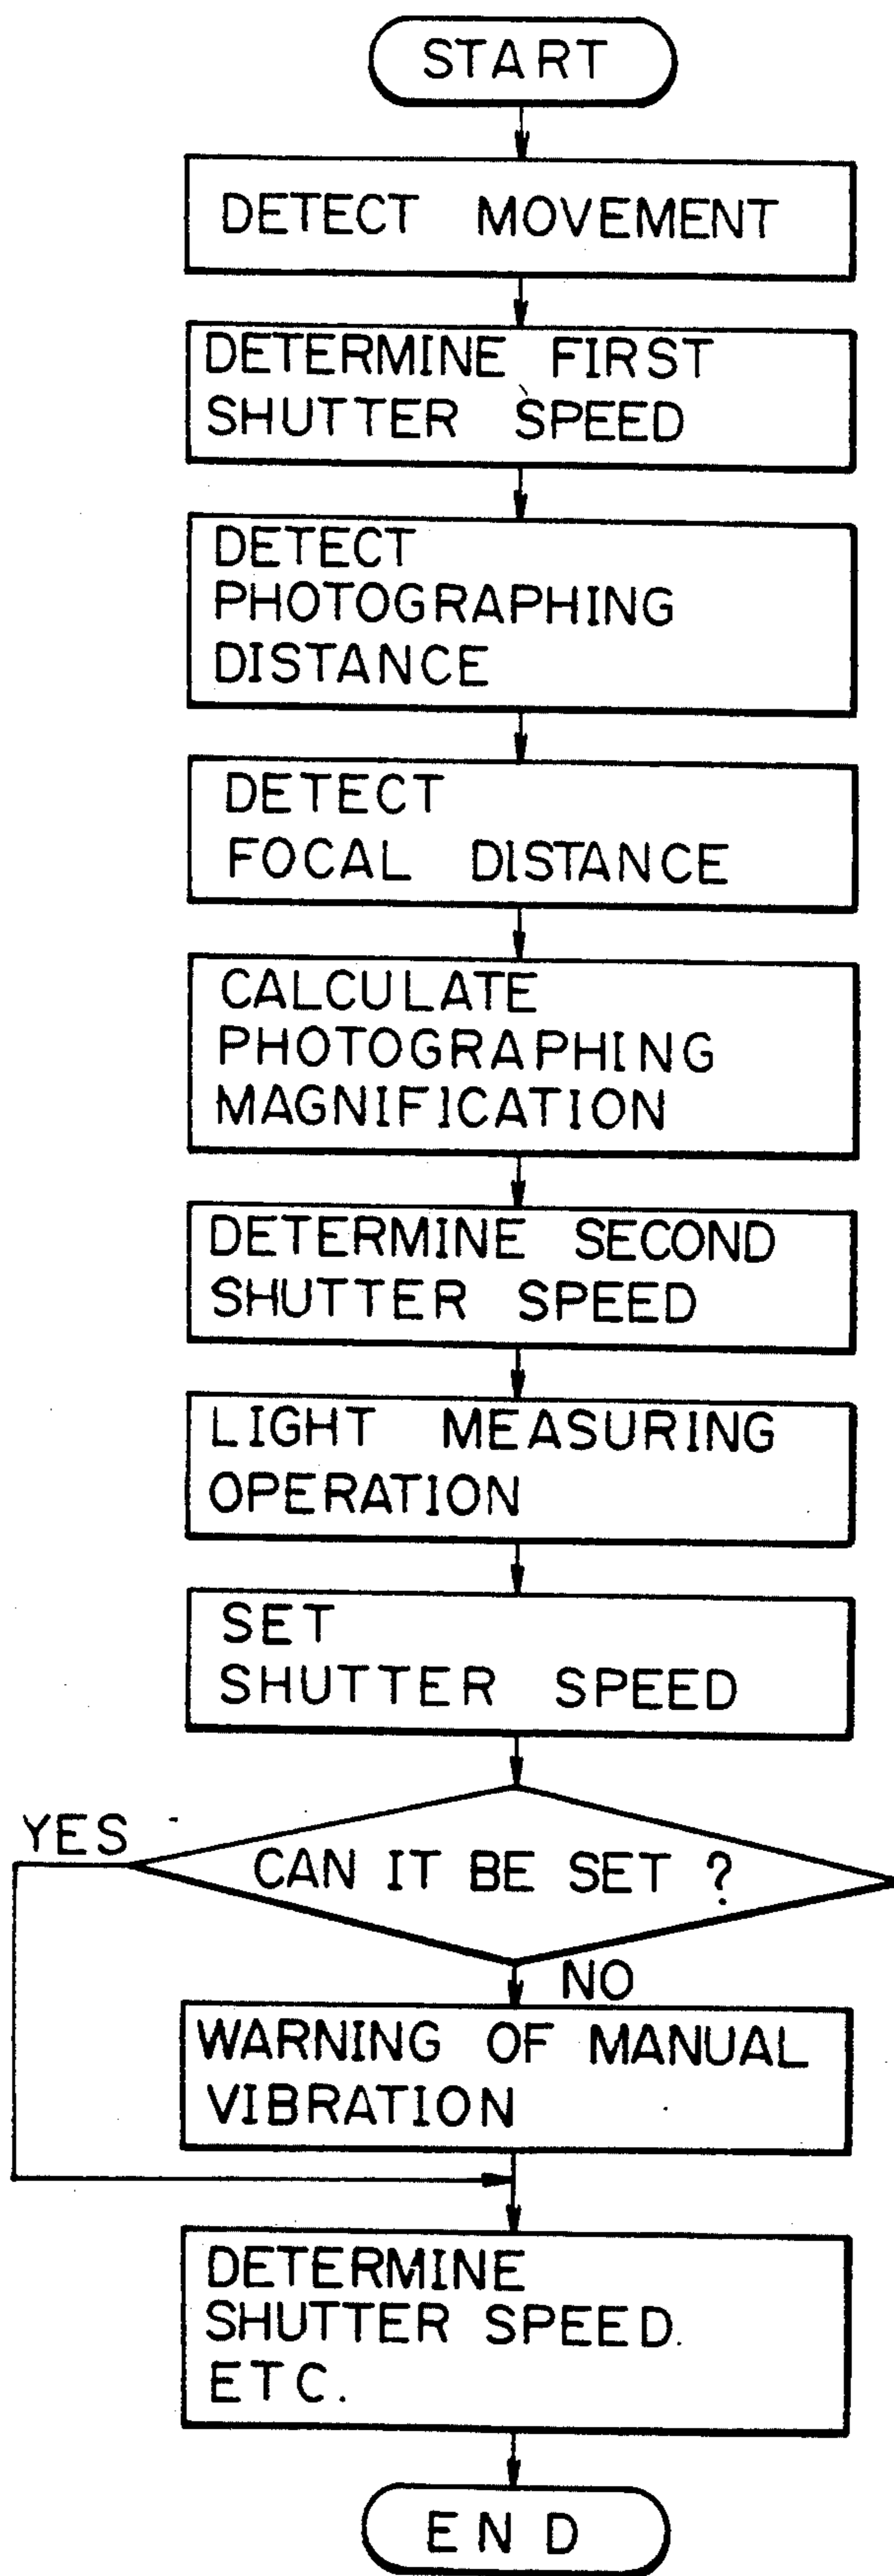 START
DETECT MOVEMENT
DETERMINE FIRST
SHUTTER SPEED
DETECT
PHOTOGRAPHING
DISTANCE
DETECT
FOCAL DISTANCE
CALCULATE
PHOTOGRAPHING
MAGNIFICATION
DETERMINE SECOND
SHUTTER SPEED
LIGHT MEASURING
OPERATION
SET
SHUTTER SPEED
YES
CAN IT BE SET ?
NO
WARNING OF MANUAL
VIBRATION
DETERMINE
SHUTTER SPEED.
ETC.
END